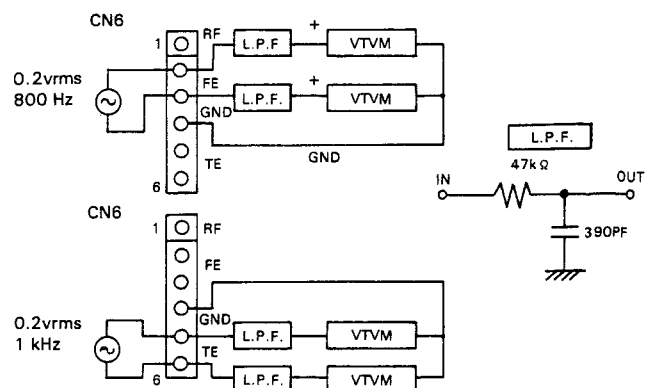 CN6
1
RF
L.P.F
+
VTVM
0.2vrms
800 Hz
FE
L.P.F.
+
VTVM
GND
GND
TE
6
L.P.F.
47kΩ
IN
OUT
390PF
CN6
1
RF
FE
GND
0.2vrms
1 kHz
L.P.F.
VTVM
TE
6
L.P.F.
VTVM